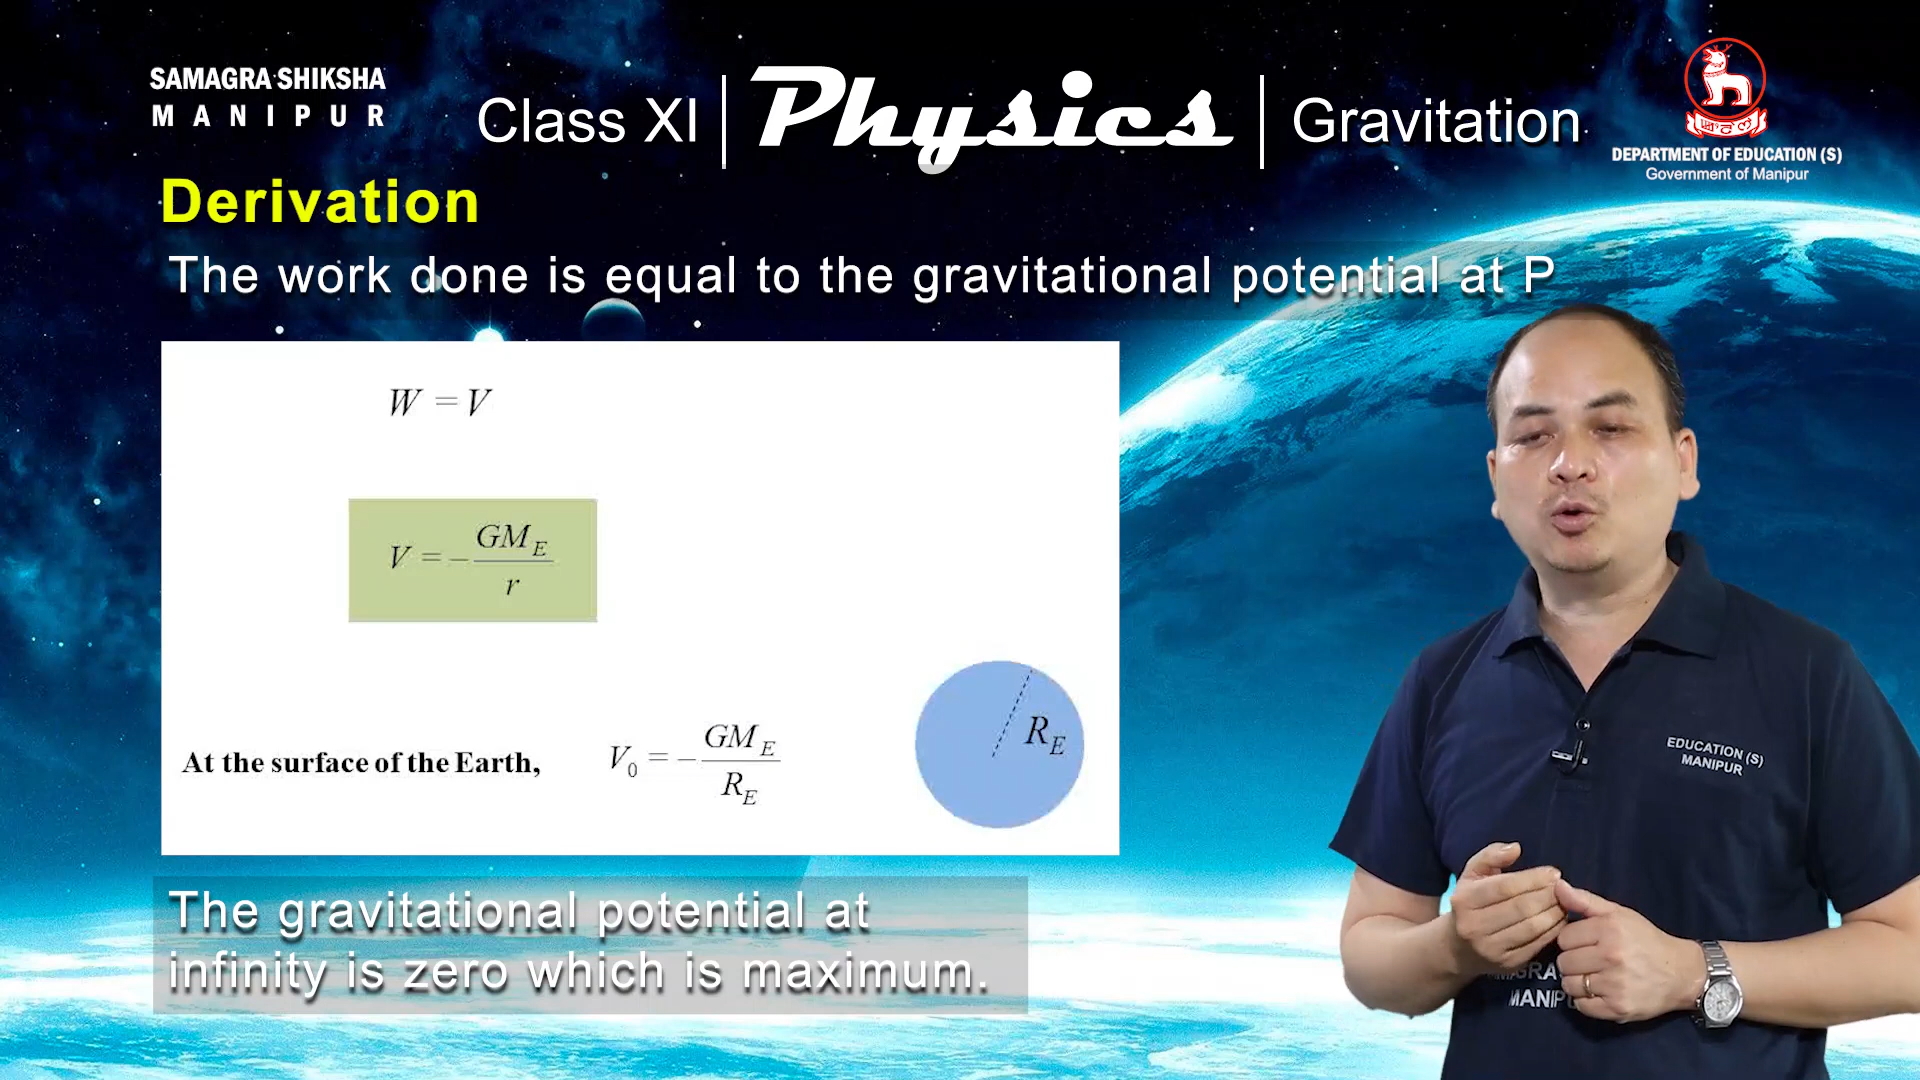 SAMAGRA SHIKSHA
MANIPUR
Class XI | Physics | Gravitation
DEPARTMENT OF EDUCATION (S)
Government of Manipur
Derivation
The work done is equal to the gravitational potential at P
W = V
V = - GM_E / r
At the surface of the Earth, V_0 = - GM_E / R_E
R_E
The gravitational potential at
infinity is zero which is maximum.
EDUCATION (S)
MANIPUR
MANIP